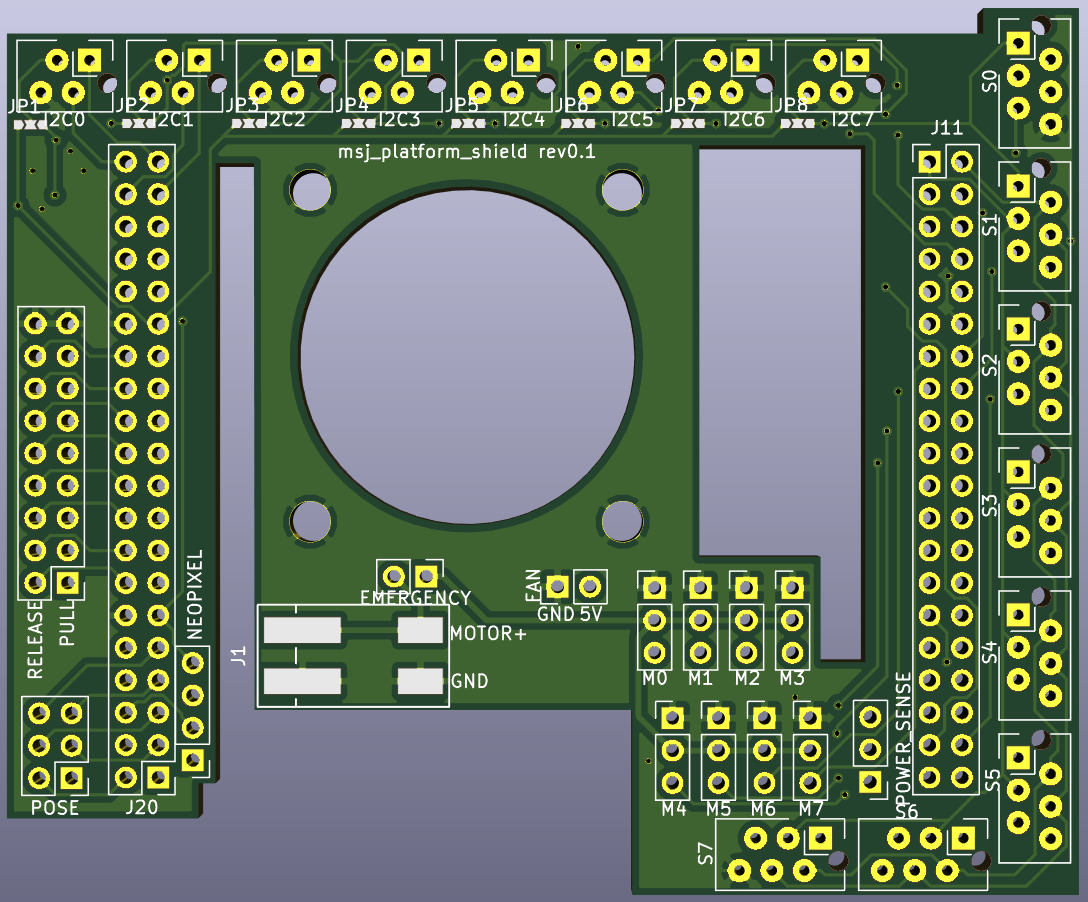 JP1
I2C0
JP2
I2C1
JP3
I2C2
JP4
I2C3
JP5
I2C4
JP6
I2C5
JP7
I2C6
JP8
I2C7
J11
S0
msj_platform_shield rev0.1
S1
S2
S3
S4
S5
RELEASE
PULL
NEOPIXEL
EMERGENCY
FAN
GND 5V
J1
MOTOR+
GND
M0
M1
M2
M3
POWER_SENSE
POSE
J20
M4
M5
M6
M7
S6
S7